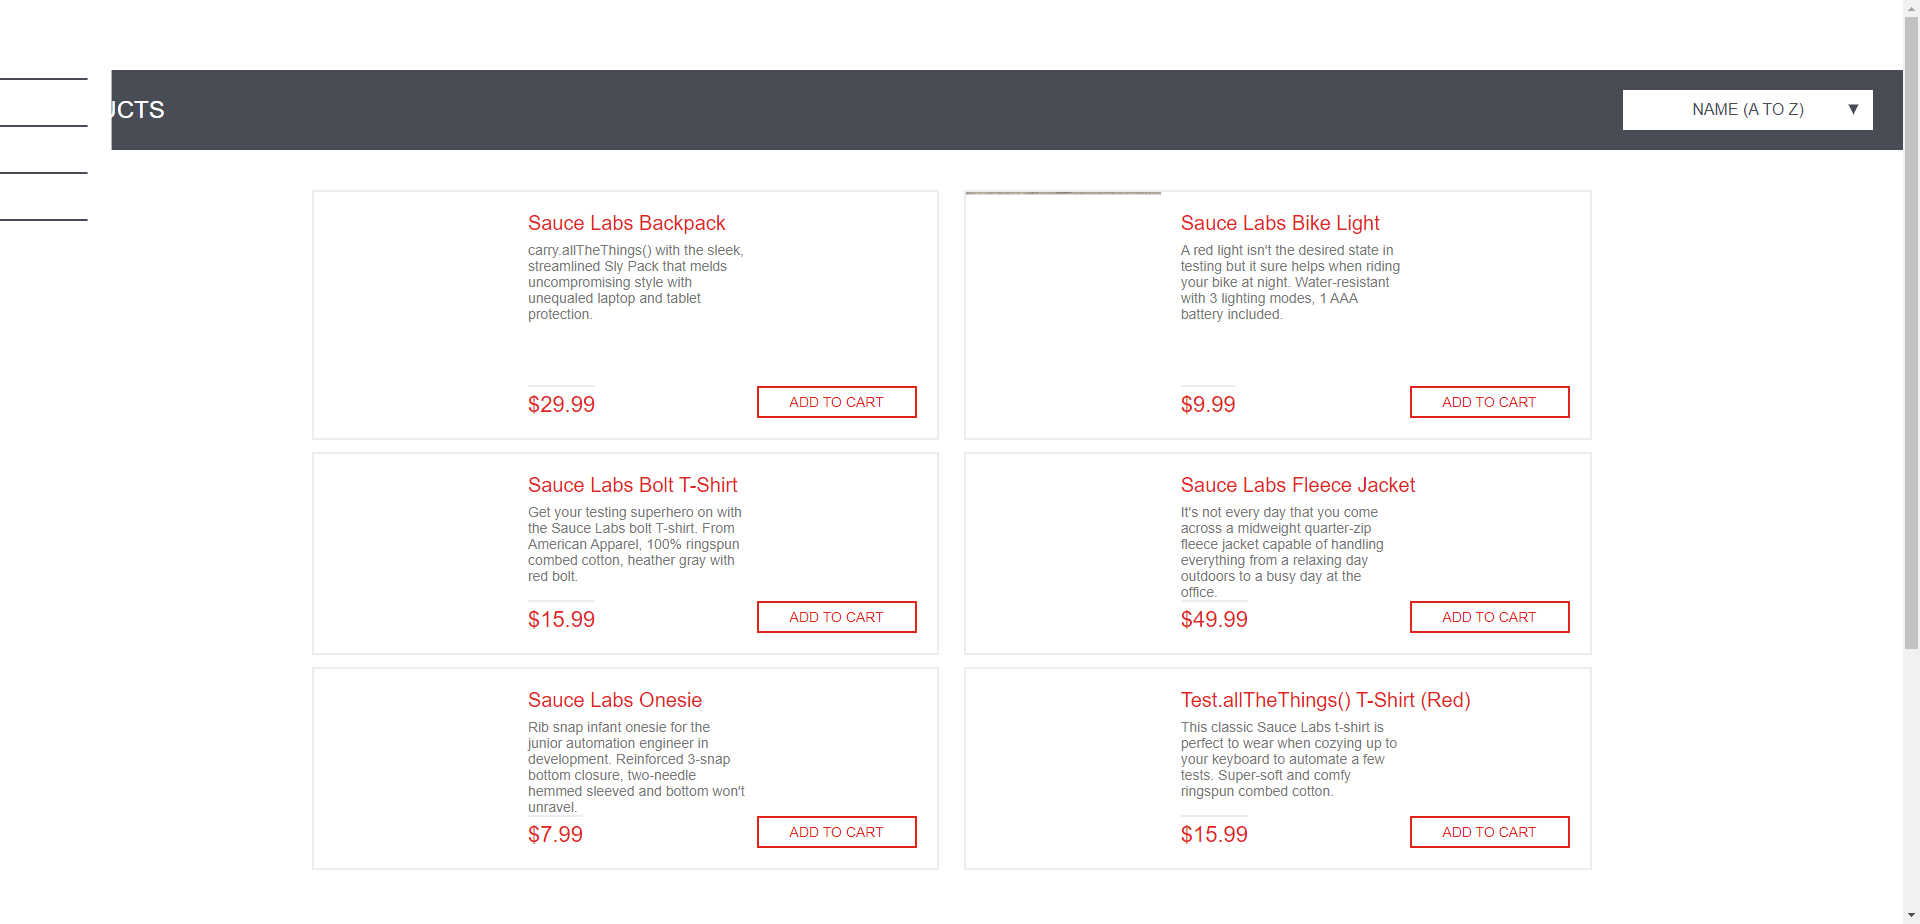 UCTS
NAME (A TO Z)
Sauce Labs Backpack
carry.allTheThings() with the sleek,
streamlined Sly Pack that melds
uncompromising style with
unequaled laptop and tablet
protection.
$29.99
ADD TO CART
Sauce Labs Bike Light
A red light isn't the desired state in
testing but it sure helps when riding
your bike at night. Water-resistant
with 3 lighting modes, 1 AAA
battery included.
$9.99
ADD TO CART
Sauce Labs Bolt T-Shirt
Get your testing superhero on with
the Sauce Labs bolt T-shirt. From
American Apparel, 100% ringspun
combed cotton, heather gray with
red bolt.
$15.99
ADD TO CART
Sauce Labs Fleece Jacket
It's not every day that you come
across a midweight quarter-zip
fleece jacket capable of handling
everything from a relaxing day
outdoors to a busy day at the
office.
$49.99
ADD TO CART
Sauce Labs Onesie
Rib snap infant onesie for the
junior automation engineer in
development. Reinforced 3-snap
bottom closure, two-needle
hemmed sleeved and bottom won't
unravel.
$7.99
ADD TO CART
Test.allTheThings() T-Shirt (Red)
This classic Sauce Labs t-shirt is
perfect to wear when cozying up to
your keyboard to automate a few
tests. Super-soft and comfy
ringspun combed cotton.
$15.99
ADD TO CART